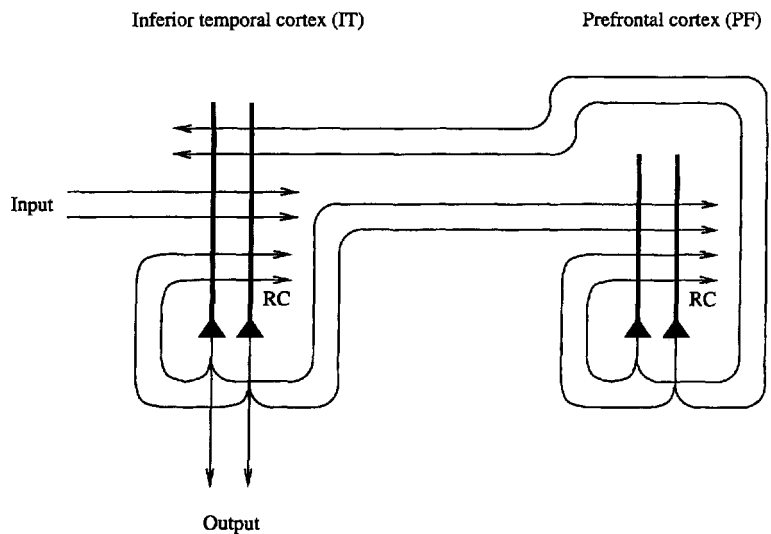 Inferior temporal cortex (IT)
Prefrontal cortex (PF)
Input
RC
RC
Output